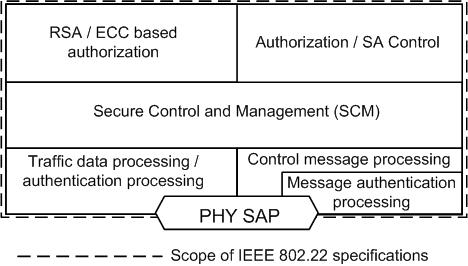 RSA / ECC based
authorization
Authorization / SA Control
Secure Control and Management (SCM)
Traffic data processing /
authentication processing
Control message processing
Message authentication
processing
PHY SAP
Scope of IEEE 802.22 specifications